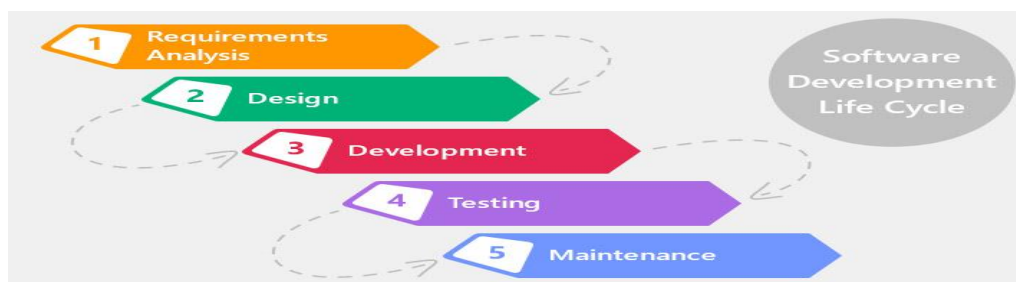 1
Requirements
Analysis
2
Design
3
Development
4
Testing
5
Maintenance
Software
Development
Life Cycle